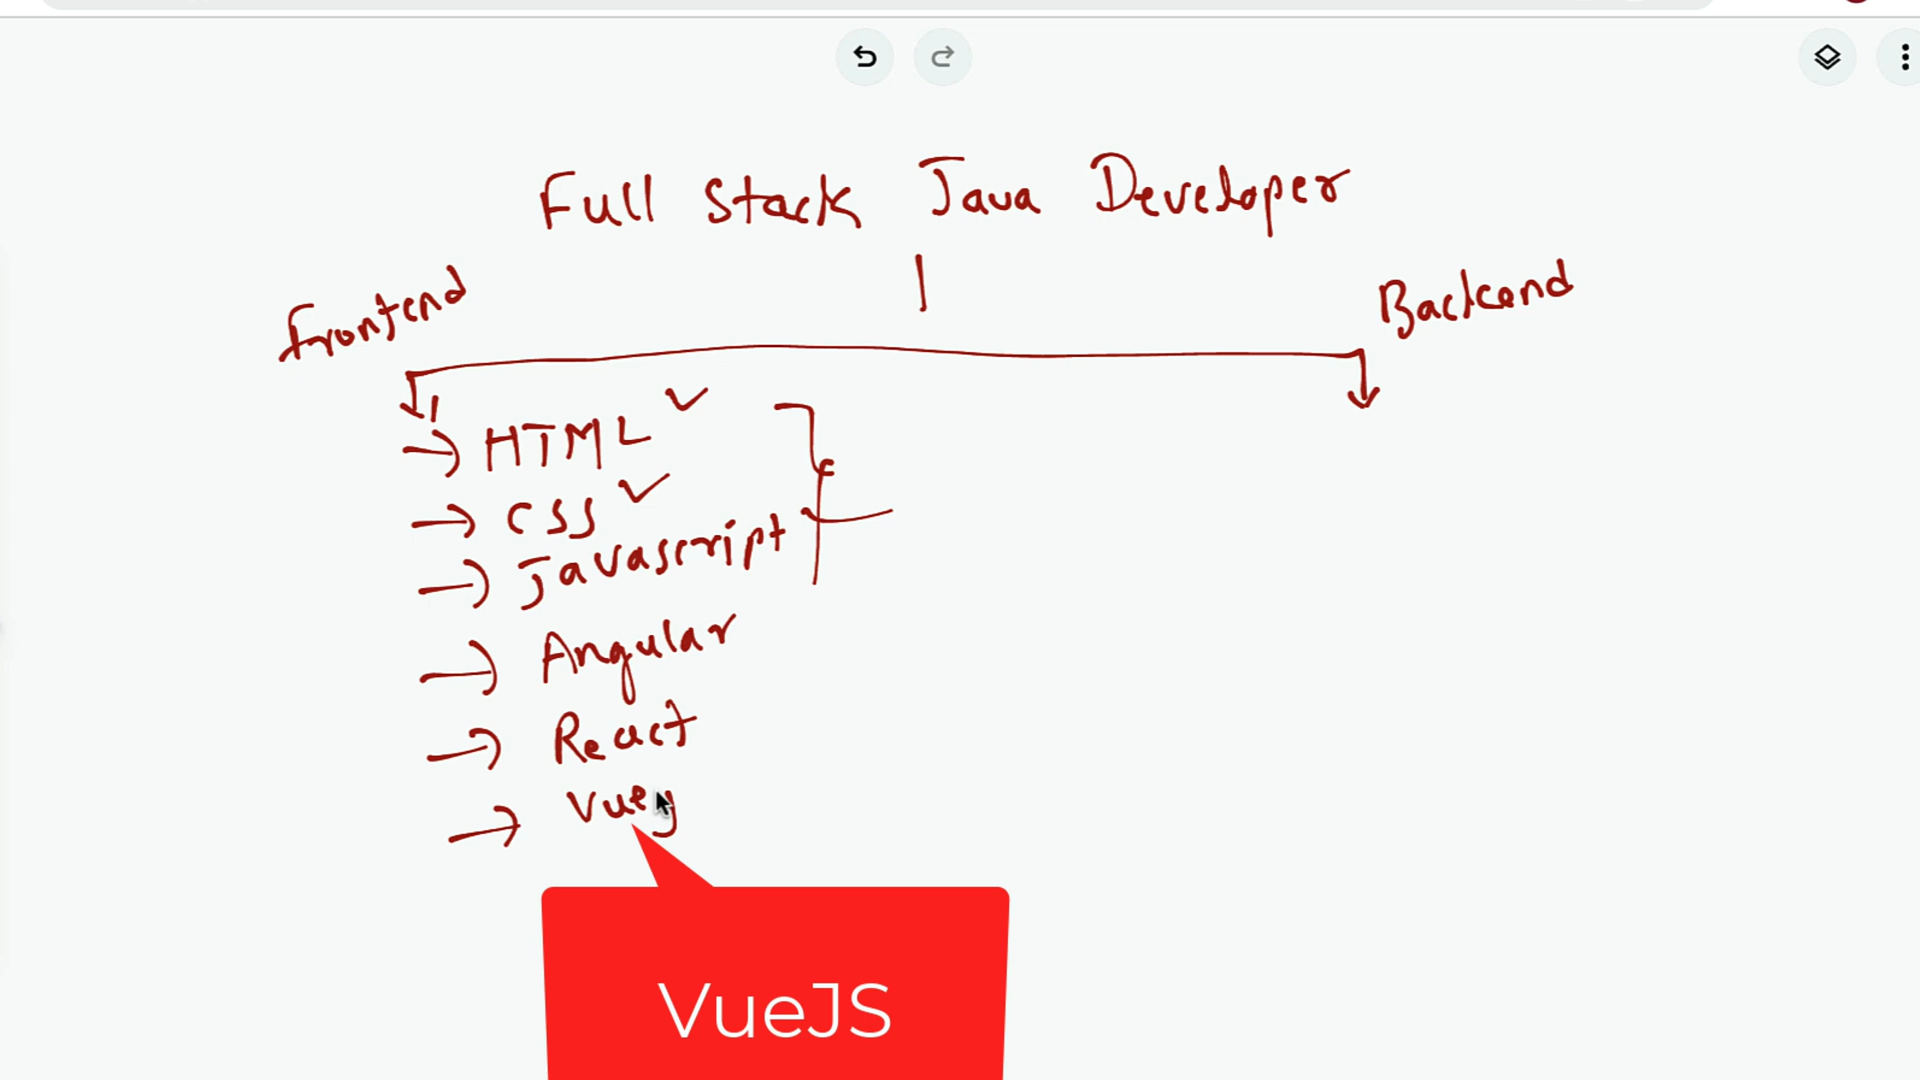 Full Stack Java Developer
Frontend
Backend
→ HTML ✓
→ CSS ✓
→ Javascript
→ Angular
→ React
→ Vuej
VueJS